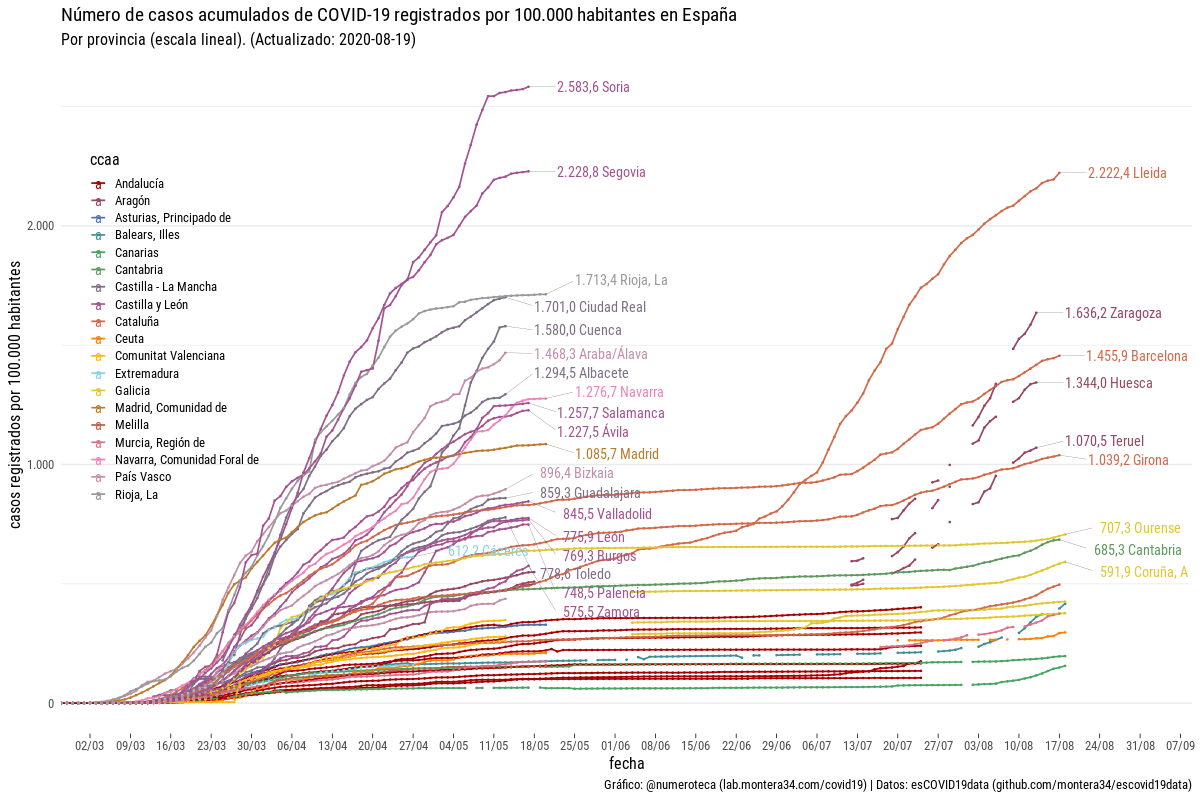 Número de casos acumulados de COVID-19 registrados por 100.000 habitantes en España
Por provincia (escala lineal). (Actualizado: 2020-08-19)
casos registrados por 100.000 habitantes
2.000
1.000
0
ccaa
Andalucía
Aragón
Asturias, Principado de
Balears, Illes
Canarias
Cantabria
Castilla - La Mancha
Castilla y León
Cataluña
Ceuta
Comunitat Valenciana
Extremadura
Galicia
Madrid, Comunidad de
Melilla
Murcia, Región de
Navarra, Comunidad Foral de
País Vasco
Rioja, La
2.583,6 Soria
2.228,8 Segovia
1.713,4 Rioja, La
1.701,0 Ciudad Real
1.580,0 Cuenca
1.468,3 Araba/Álava
1.294,5 Albacete
1.276,7 Navarra
1.257,7 Salamanca
1.227,5 Ávila
1.085,7 Madrid
896,4 Bizkaia
859,3 Guadalajara
845,5 Valladolid
775,9 León
612,2 Cáceres
769,3 Burgos
778,6 Toledo
748,5 Palencia
575,5 Zamora
2.222,4 Lleida
1.636,2 Zaragoza
1.455,9 Barcelona
1.344,0 Huesca
1.070,5 Teruel
1.039,2 Girona
707,3 Ourense
685,3 Cantabria
591,9 Coruña, A
02/03 09/03 16/03 23/03 30/03 06/04 13/04 20/04 27/04 04/05 11/05 18/05 25/05 01/06 08/06 15/06 22/06 29/06 06/07 13/07 20/07 27/07 03/08 10/08 17/08 24/08 31/08 07/09
fecha
Gráfico: @numeroteca (lab.montera34.com/covid19) | Datos: esCOVID19data (github.com/montera34/escovid19data)